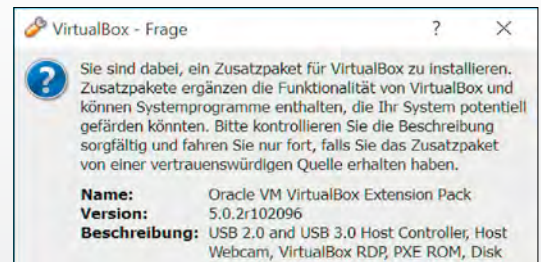 VirtualBox - Frage ? ×
Sie sind dabei, ein Zusatzpaket für VirtualBox zu installieren.
Zusatzpakete ergänzen die Funktionalität von VirtualBox und
können Systemprogramme enthalten, die Ihr System potentiell
gefärden könnten. Bitte kontrollieren Sie die Beschreibung
sorgfältig und fahren Sie nur fort, falls Sie das Zusatzpaket
von einer vertrauenswürdigen Quelle erhalten haben.
Name: Oracle VM VirtualBox Extension Pack
Version: 5.0.2r102096
Beschreibung: USB 2.0 and USB 3.0 Host Controller, Host
Webcam, VirtualBox RDP, PXE ROM, Disk